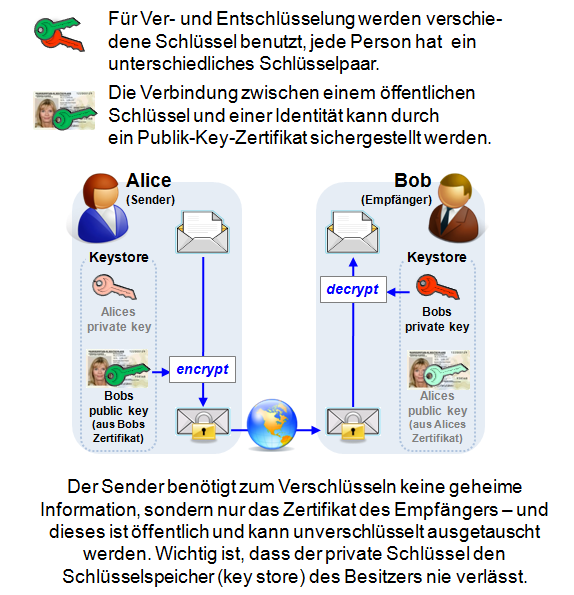 Für Ver- und Entschlüsselung werden verschie-
dene Schlüssel benutzt, jede Person hat ein
unterschiedliches Schlüsselpaar.
Die Verbindung zwischen einem öffentlichen
Schlüssel und einer Identität kann durch
ein Publik-Key-Zertifikat sichergestellt werden.
Alice
(Sender)
Keystore
Alices
private key
Bobs
public key
(aus Bobs
Zertifikat)
encrypt
Bob
(Empfänger)
Keystore
decrypt
Bobs
private key
Alices
public key
(aus Alices
Zertifikat)
Der Sender benötigt zum Verschlüsseln keine geheime
Information, sondern nur das Zertifikat des Empfängers – und
dieses ist öffentlich und kann unverschlüsselt ausgetauscht
werden. Wichtig ist, dass der private Schlüssel den
Schlüsselspeicher (key store) des Besitzers nie verlässt.